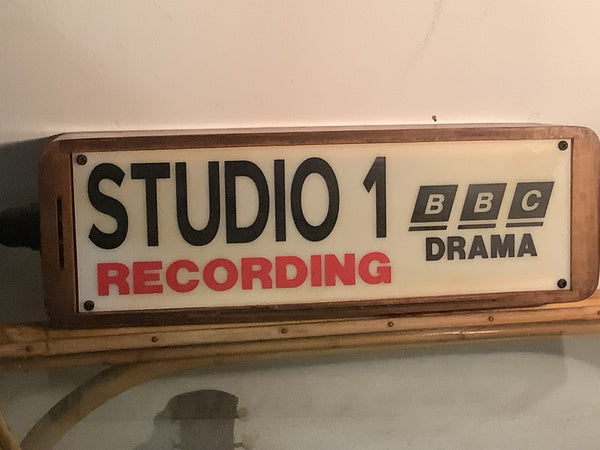 STUDIO 1
RECORDING
BBC
DRAMA